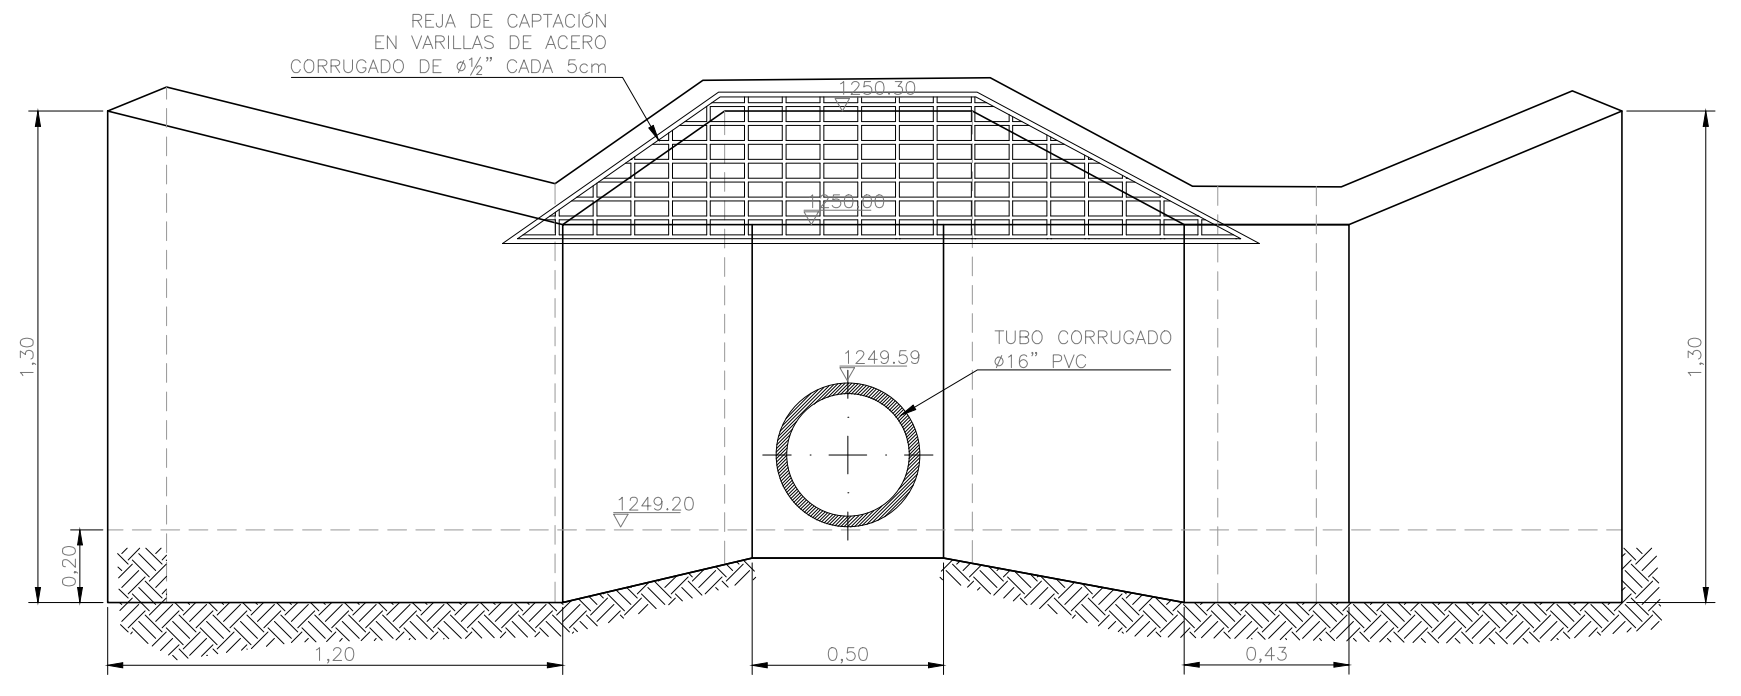 REJA DE CAPTACIÓN
EN VARILLAS DE ACERO
CORRUGADO DE ø½” CADA 5cm
1250.30
1250.00
1,30
TUBO CORRUGADO
ø16” PVC
1249.59
1,30
1249.20
0,20
1,20
0,50
0,43